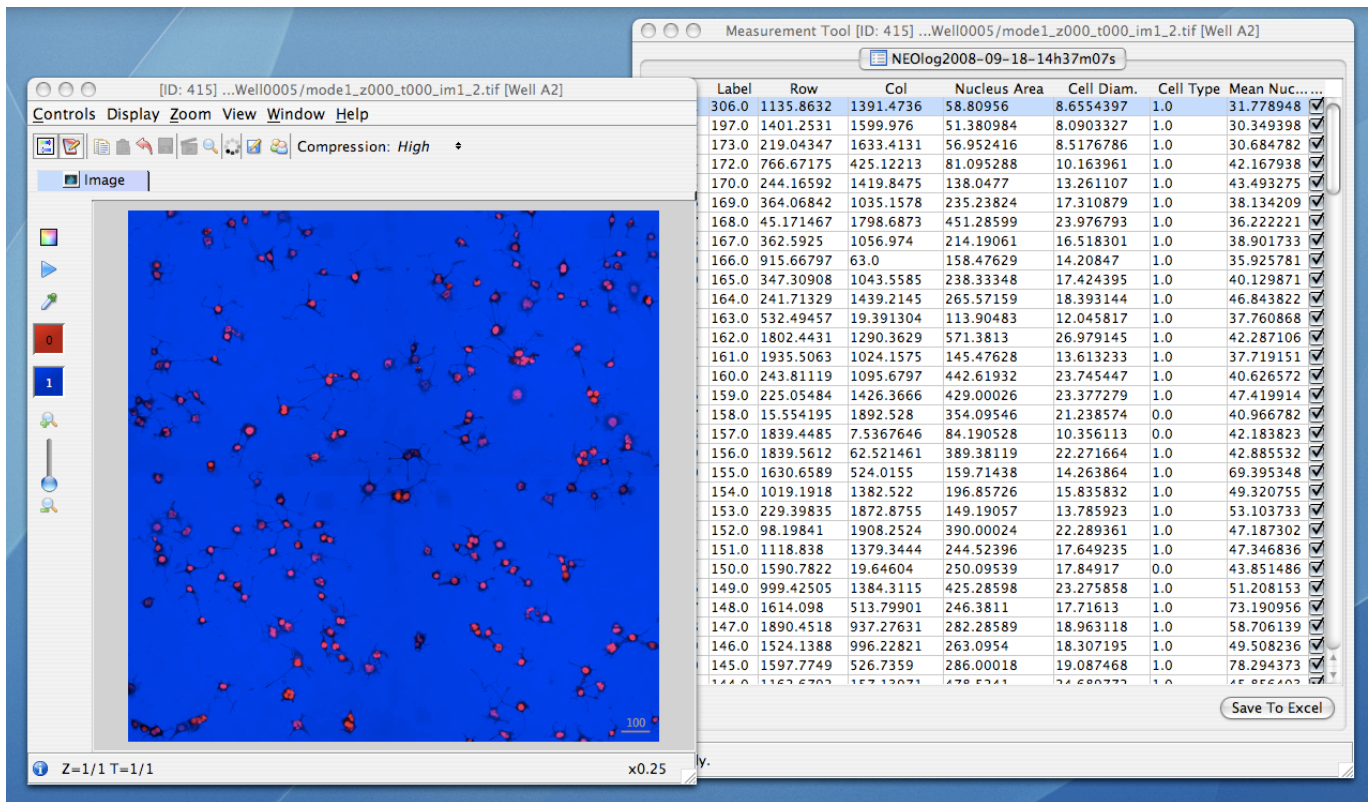 Measurement Tool [ID: 415] ...Well0005/mode1_z000_t000_im1_2.tif [Well A2]
NEOlog2008-09-18-14h37m07s
Label Row Col Nucleus Area Cell Diam. Cell Type Mean Nuc... ...
306.0 1135.8632 1391.4736 58.80956 8.6554397 1.0 31.778948
197.0 1401.2531 1599.976 51.380984 8.0903327 1.0 30.349398
173.0 219.04347 1633.4131 56.952416 8.5176786 1.0 30.684782
172.0 766.67175 425.12213 81.095288 10.163961 1.0 42.167938
170.0 244.16592 1419.8475 138.0477 13.261107 1.0 43.493275
169.0 364.06842 1035.1578 235.23824 17.310879 1.0 38.134209
168.0 45.171467 1798.6873 451.28599 23.976793 1.0 36.222221
167.0 362.5925 1056.974 214.19061 16.518301 1.0 38.901733
166.0 915.66797 63.0 158.47629 14.20847 1.0 35.925781
165.0 347.30908 1043.5585 238.33348 17.424395 1.0 40.129871
164.0 241.71329 1439.2145 265.57159 18.393144 1.0 46.843822
163.0 532.49457 19.391304 113.90483 12.045817 1.0 37.760868
162.0 1802.4431 1290.3629 571.3813 26.979145 1.0 42.287106
161.0 1935.5063 1024.1575 145.47628 13.613233 1.0 37.719151
160.0 243.81119 1095.6797 442.61932 23.745447 1.0 40.626572
159.0 225.05484 1426.3666 429.00026 23.377279 1.0 47.419914
158.0 15.554195 1892.528 354.09546 21.238574 0.0 40.966782
157.0 1839.4485 7.5367646 84.190528 10.356113 0.0 42.183823
156.0 1839.5612 62.521461 389.38119 22.271664 1.0 42.885532
155.0 1630.6589 524.0155 159.71438 14.263864 1.0 69.395348
154.0 1019.1918 1382.522 196.85726 15.835832 1.0 49.320755
153.0 229.39835 1872.8755 149.19057 13.785923 1.0 53.103733
152.0 98.19841 1908.2524 390.00024 22.289361 1.0 47.187302
151.0 1118.838 1379.3444 244.52396 17.649235 1.0 47.346836
150.0 1590.7822 19.64604 250.09539 17.84917 0.0 43.851486
149.0 999.42505 1384.3115 425.28598 23.275858 1.0 51.208153
148.0 1614.098 513.79901 246.3811 17.71613 1.0 73.190956
147.0 1890.4518 937.27631 282.28589 18.963118 1.0 58.706139
146.0 1524.1388 996.22821 263.0954 18.307195 1.0 49.508236
145.0 1597.7749 526.7359 286.00018 19.087468 1.0 78.294373
Save To Excel
ly.
[ID: 415] ...Well0005/mode1_z000_t000_im1_2.tif [Well A2]
Controls Display Zoom View Window Help
Compression: High
Image
0
1
100
Z=1/1 T=1/1 x0.25